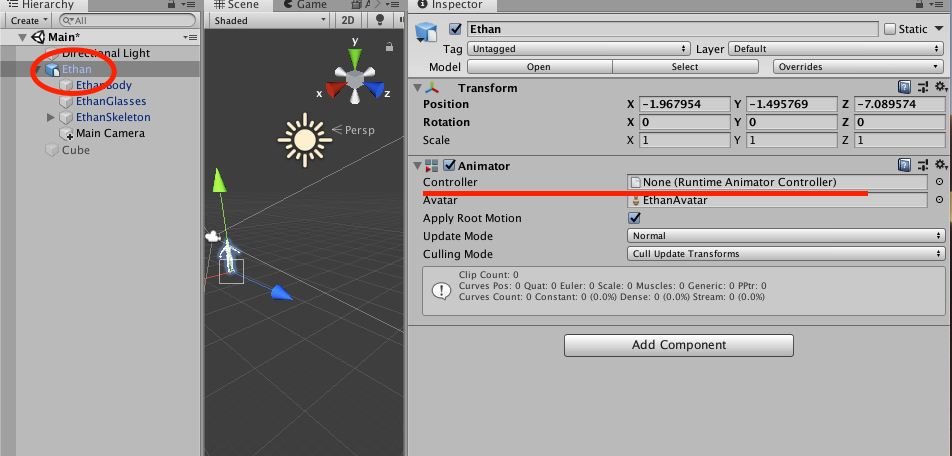 Hierarchy
Create
All
Main*
Directional Light
Ethan
EthanBody
EthanGlasses
EthanSkeleton
Main Camera
Cube
Scene
Game
A
Shaded
2D
y
x
z
Persp
Inspector
Ethan
Static
Tag Untagged Layer Default
Model Open Select Overrides
Transform
Position X -1.967954 Y -1.495769 Z -7.089574
Rotation X 0 Y 0 Z 0
Scale X 1 Y 1 Z 1
Animator
Controller None (Runtime Animator Controller)
Avatar EthanAvatar
Apply Root Motion
Update Mode Normal
Culling Mode Cull Update Transforms
Clip Count: 0
Curves Pos: 0 Quat: 0 Euler: 0 Scale: 0 Muscles: 0 Generic: 0 PPtr: 0
Curves Count: 0 Constant: 0 (0.0%) Dense: 0 (0.0%) Stream: 0 (0.0%)
Add Component